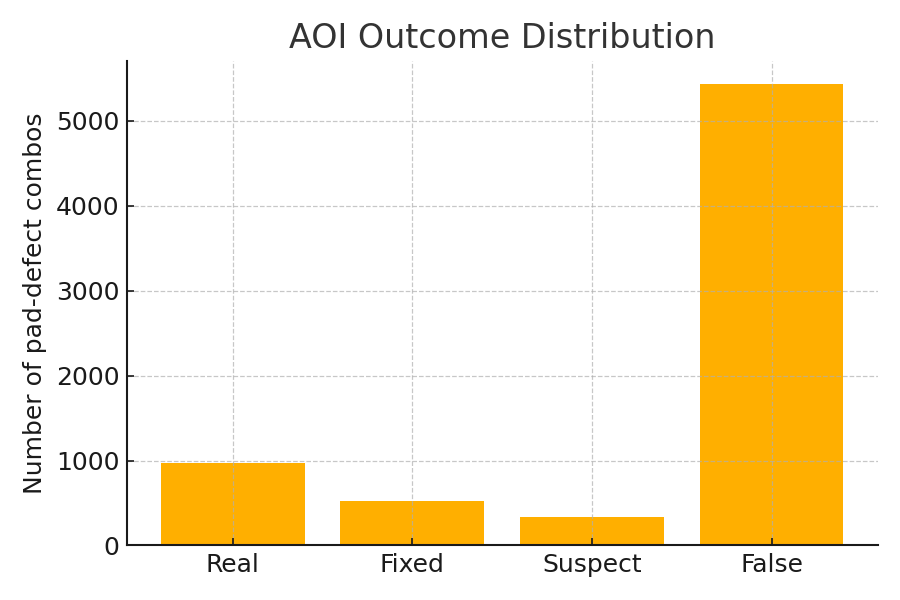 AOI Outcome Distribution
Number of pad-defect combos
5000
4000
3000
2000
1000
0
Real Fixed Suspect False